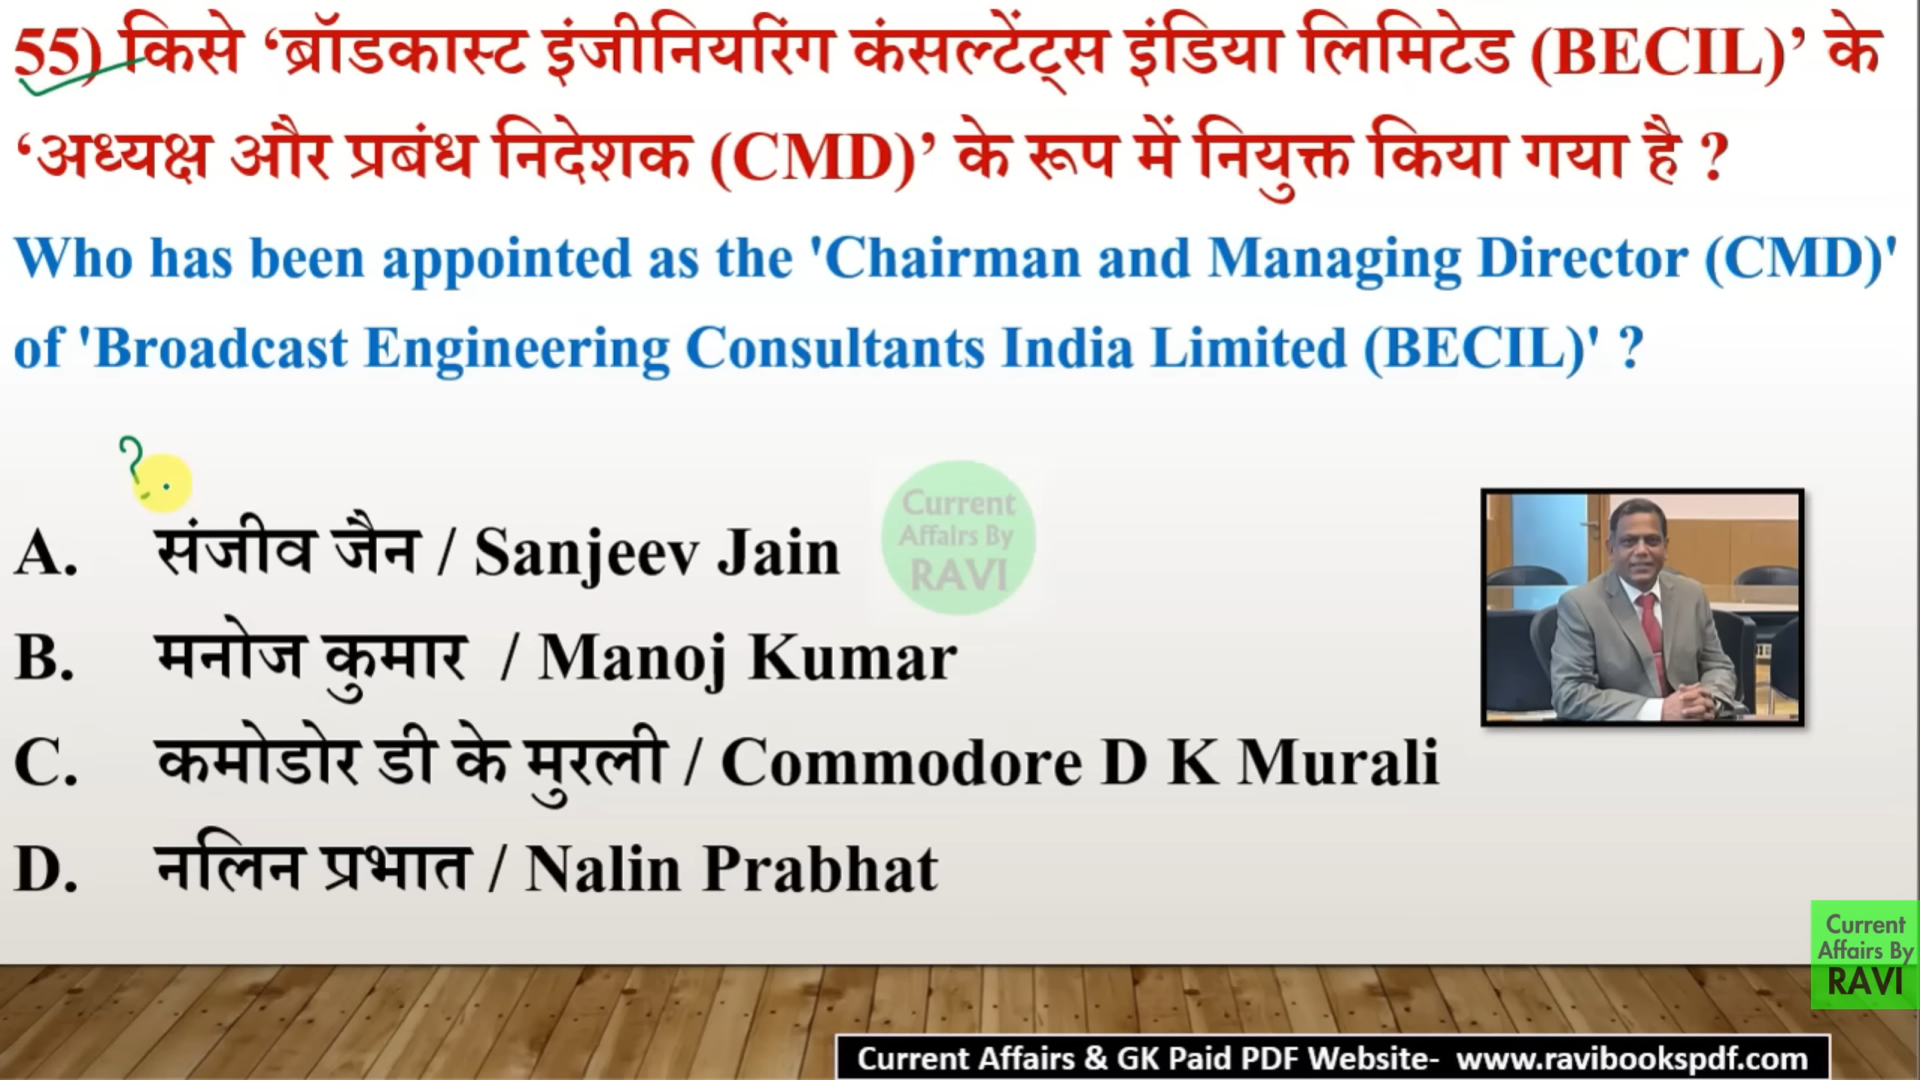 55) किसे ‘ब्रॉडकास्ट इंजीनियरिंग कंसल्टेंट्स इंडिया लिमिटेड (BECIL)’ के
‘अध्यक्ष और प्रबंध निदेशक (CMD)’ के रूप में नियुक्त किया गया है ?
Who has been appointed as the 'Chairman and Managing Director (CMD)'
of 'Broadcast Engineering Consultants India Limited (BECIL)' ?
?
A. संजीव जैन / Sanjeev Jain
B. मनोज कुमार / Manoj Kumar
C. कमोडोर डी के मुरली / Commodore D K Murali
D. नलिन प्रभात / Nalin Prabhat
Current
Affairs By
RAVI
Current
Affairs By
RAVI
Current Affairs & GK Paid PDF Website- www.ravibookspdf.com